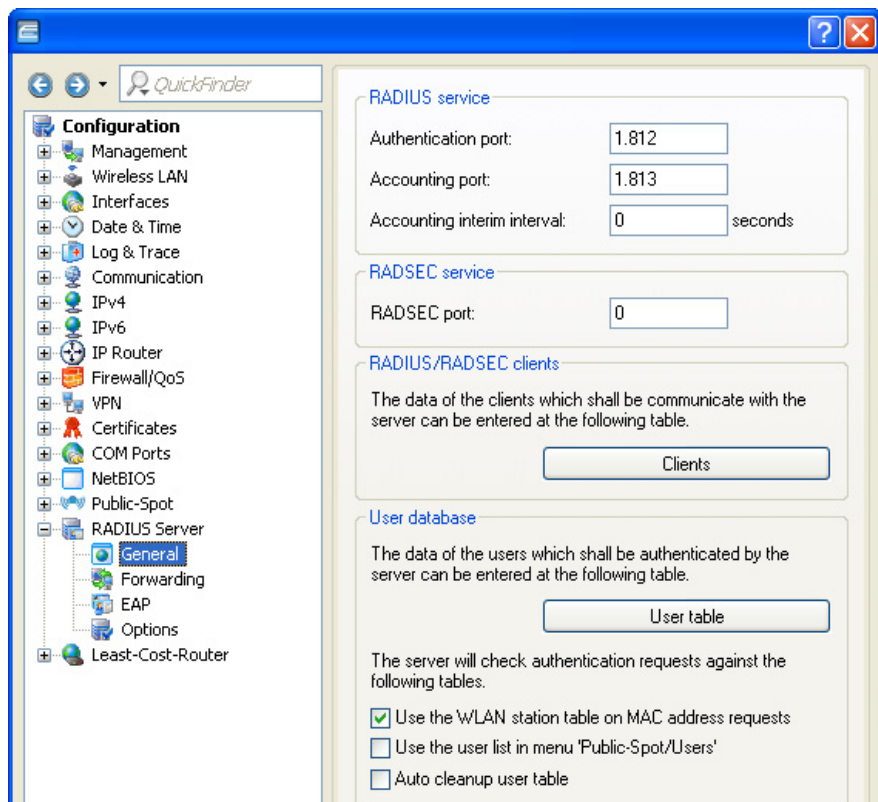 QuickFinder
Configuration
Management
Wireless LAN
Interfaces
Date & Time
Log & Trace
Communication
IPv4
IPv6
IP Router
Firewall/QoS
VPN
Certificates
COM Ports
NetBIOS
Public-Spot
RADIUS Server
General
Forwarding
EAP
Options
Least-Cost-Router
RADIUS service
Authentication port: 1.812
Accounting port: 1.813
Accounting interim interval: 0 seconds
RADSEC service
RADSEC port: 0
RADIUS/RADSEC clients
The data of the clients which shall be communicate with the
server can be entered at the following table.
Clients
User database
The data of the users which shall be authenticated by the
server can be entered at the following table.
User table
The server will check authentication requests against the
following tables.
Use the WLAN station table on MAC address requests
Use the user list in menu 'Public-Spot/Users'
Auto cleanup user table